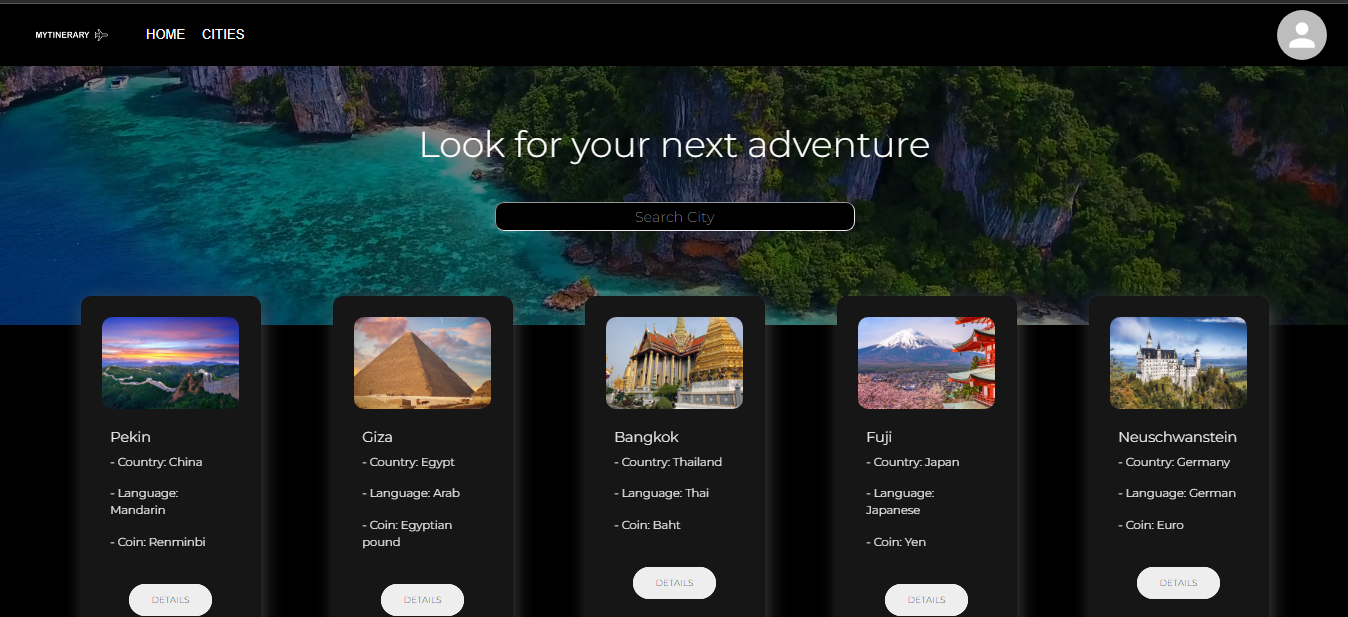 MYTINERARY
HOME CITIES
Look for your next adventure
Search City
Pekin
- Country: China
- Language:
Mandarin
- Coin: Renminbi
DETAILS
Giza
- Country: Egypt
- Language: Arab
- Coin: Egyptian
pound
DETAILS
Bangkok
- Country: Thailand
- Language: Thai
- Coin: Baht
DETAILS
Fuji
- Country: Japan
- Language:
Japanese
- Coin: Yen
DETAILS
Neuschwanstein
- Country: Germany
- Language: German
- Coin: Euro
DETAILS